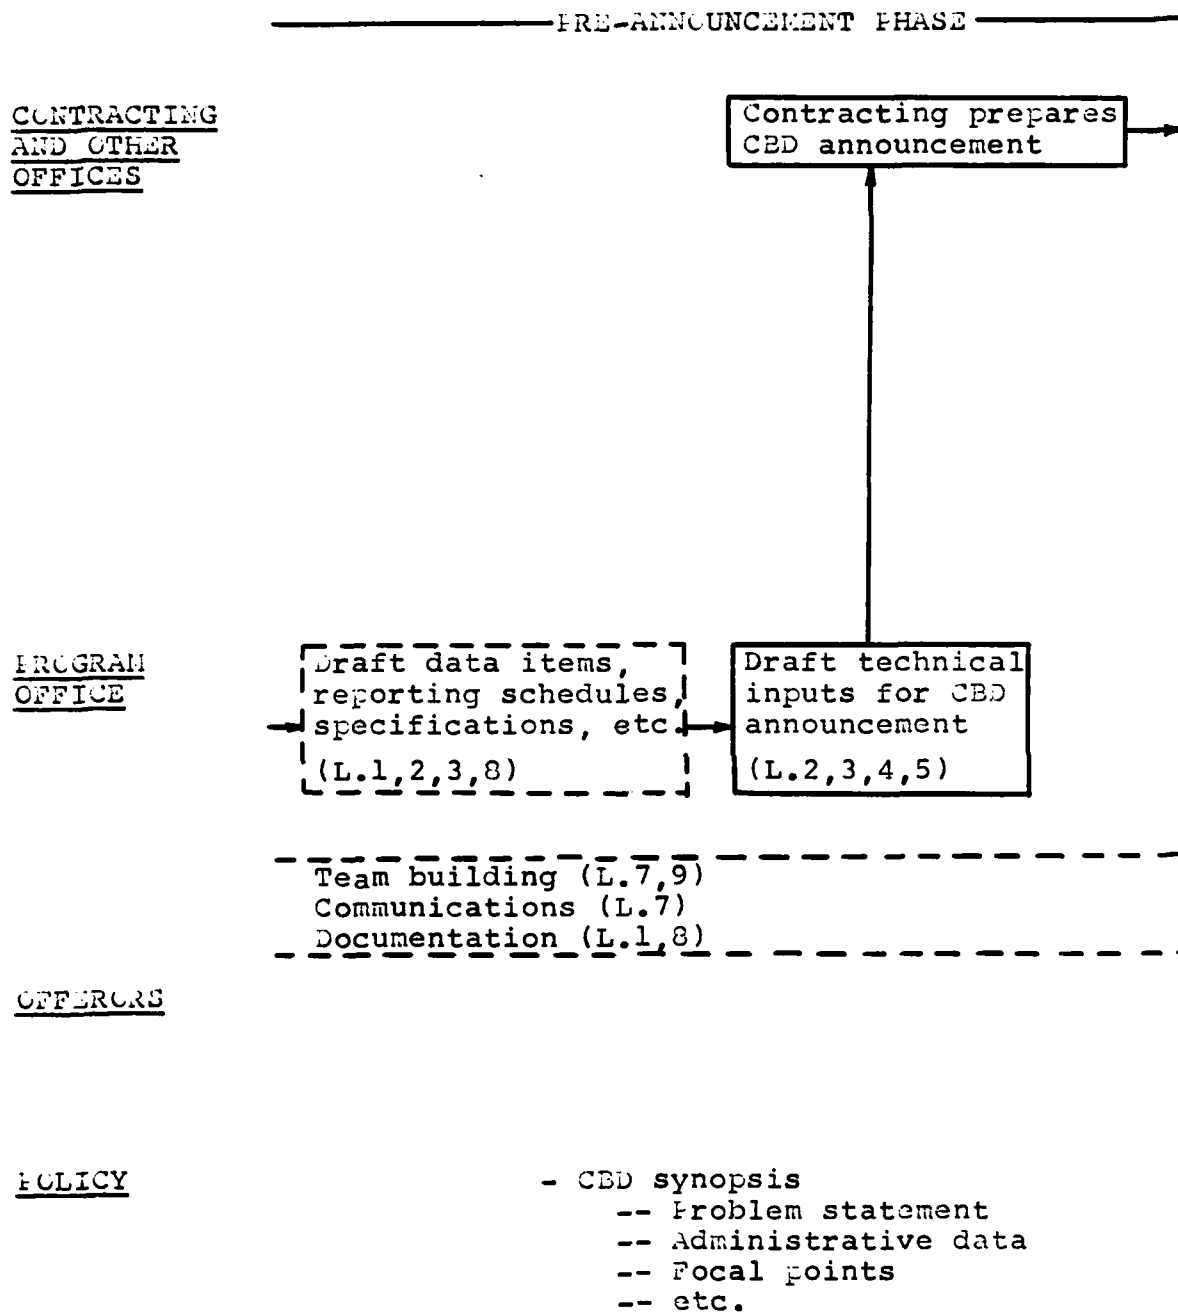 PRE-ANNOUNCEMENT PHASE
CONTRACTING
AND OTHER
OFFICES
Contracting prepares
CBD announcement
PROGRAM
OFFICE
Draft data items,
reporting schedules,
specifications, etc.
(L.1,2,3,8)
Draft technical
inputs for CBD
announcement
(L.2,3,4,5)
Team building (L.7,9)
Communications (L.7)
Documentation (L.1,8)
OFFERORS
POLICY
- CBD synopsis
-- Problem statement
-- Administrative data
-- Focal points
-- etc.